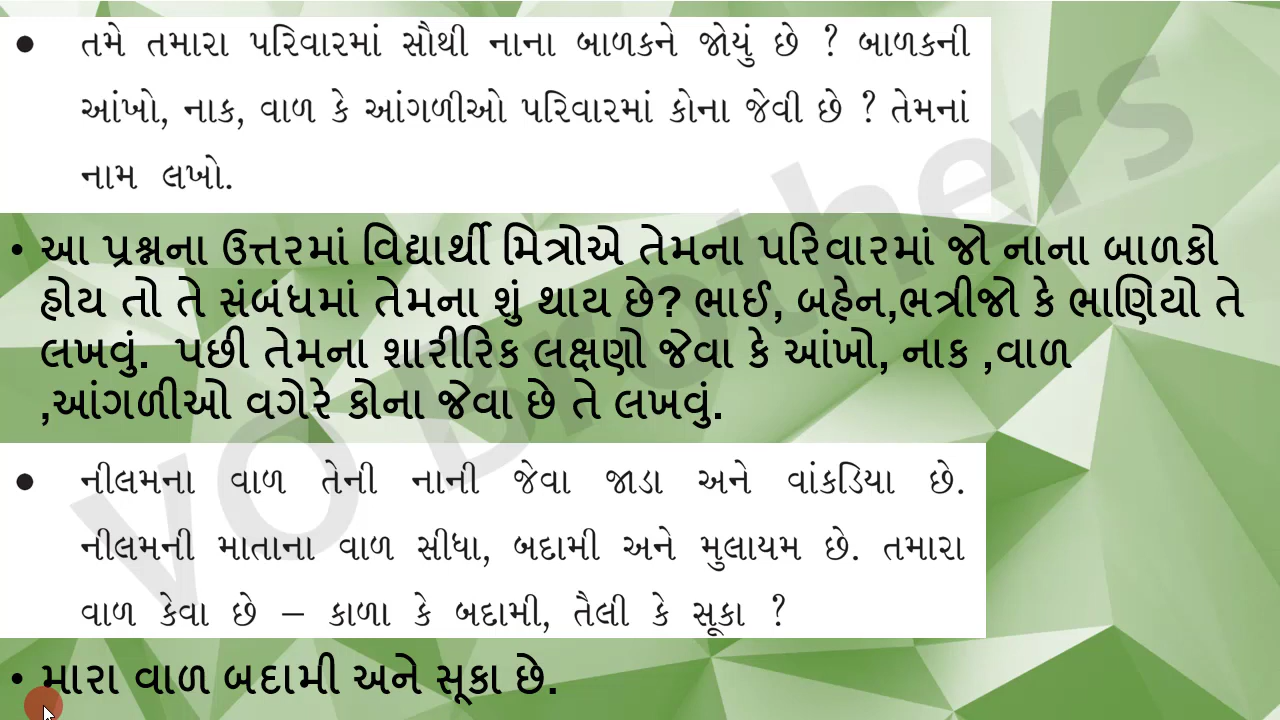 ● તમે તમારા પરિવારમાં સૌથી નાના બાળકને જોયું છે ? બાળકની
આંખો, નાક, વાળ કે આંગળીઓ પરિવારમાં કોના જેવી છે ? તેમનાં
નામ લખો.
• આ પ્રશ્નના ઉત્તરમાં વિદ્યાર્થી મિત્રોએ તેમના પરિવારમાં જો નાના બાળકો
હોય તો તે સંબંધમાં તેમના શું થાય છે? ભાઈ, બહેન,ભત્રીજો કે ભાણિયો તે
લખવું. પછી તેમના શારીરિક લક્ષણો જેવા કે આંખો, નાક ,વાળ
,આંગળીઓ વગેરે કોના જેવા છે તે લખવું.
● નીલમના વાળ તેની નાની જેવા જાડા અને વાંકડિયા છે.
નીલમની માતાના વાળ સીધા, બદામી અને મુલાયમ છે. તમારા
વાળ કેવા છે – કાળા કે બદામી, તૈલી કે સૂકા ?
• મારા વાળ બદામી અને સૂકા છે.
VO Brothers